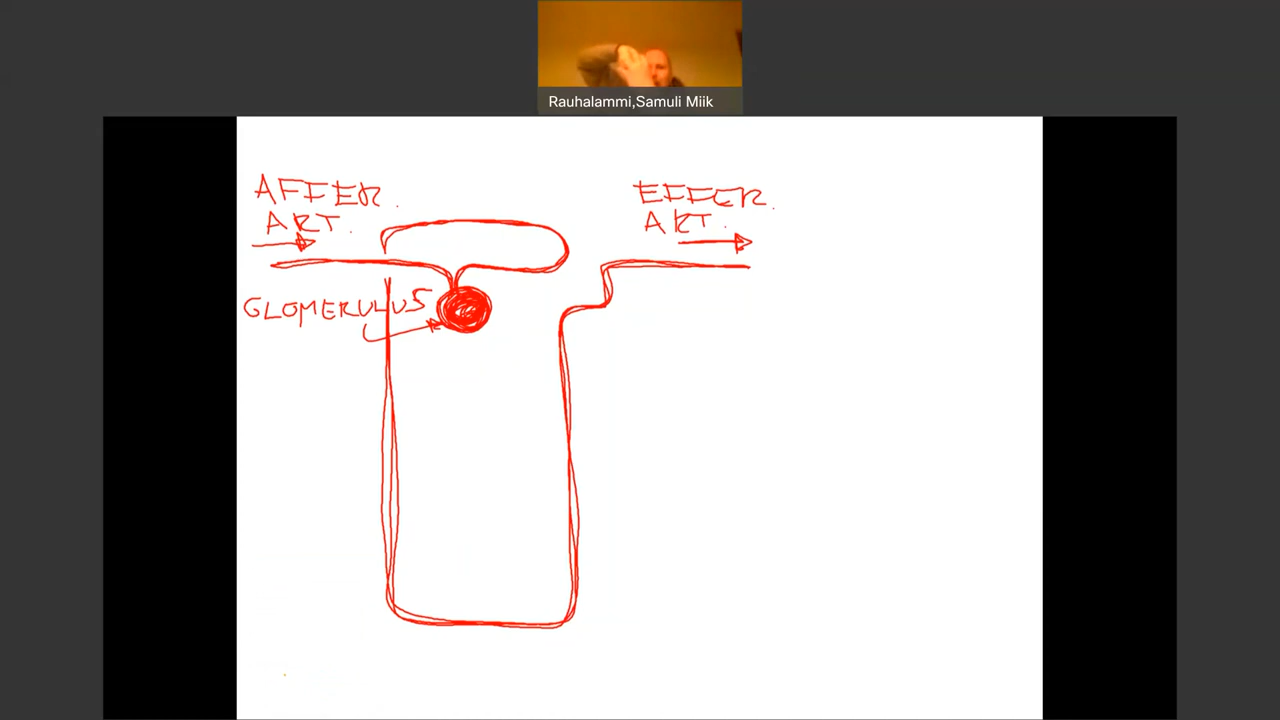 Rauhalammi,Samuli Miik
AFFER.
ART.
EFFER.
ART.
GLOMERULUS